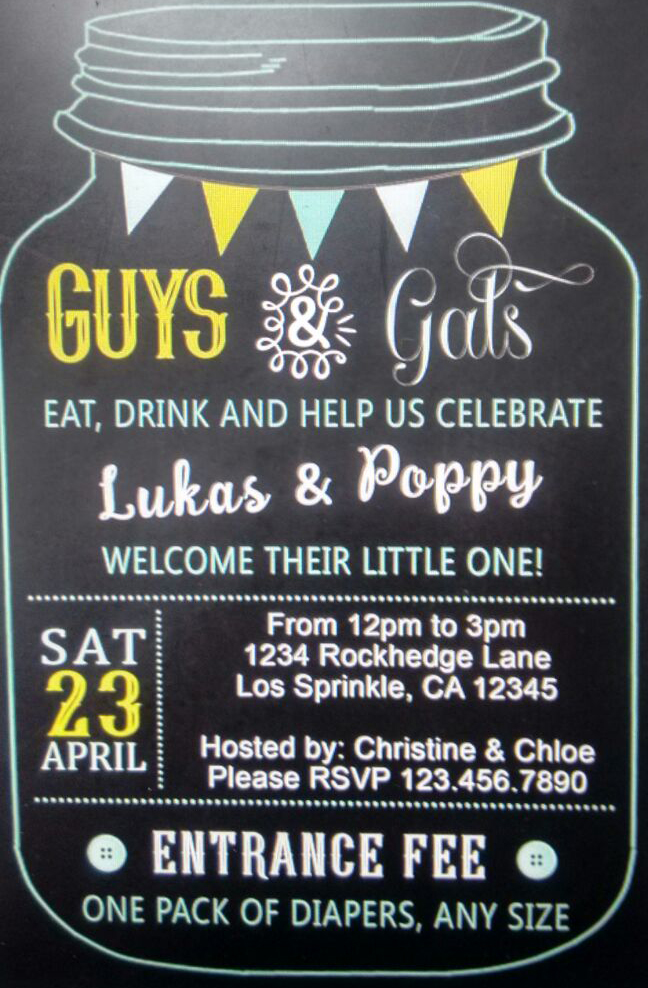 GUYS & Gals
EAT, DRINK AND HELP US CELEBRATE
Lukas & Poppy
WELCOME THEIR LITTLE ONE!
SAT
23
APRIL
From 12pm to 3pm
1234 Rockhedge Lane
Los Sprinkle, CA 12345
Hosted by: Christine & Chloe
Please RSVP 123.456.7890
ENTRANCE FEE
ONE PACK OF DIAPERS, ANY SIZE